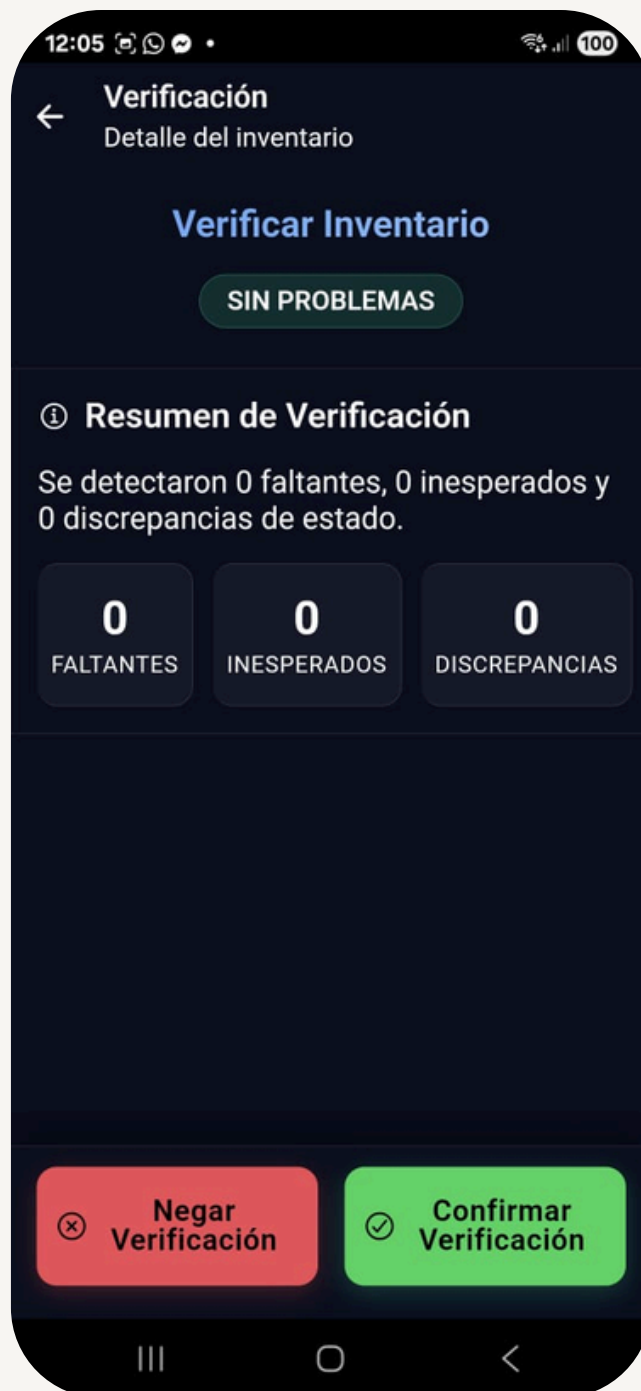 12:05
100
Verificación
Detalle del inventario
Verificar Inventario
SIN PROBLEMAS
Resumen de Verificación
Se detectaron 0 faltantes, 0 inesperados y
0 discrepancias de estado.
0
FALTANTES
0
INESPERADOS
0
DISCREPANCIAS
Negar
Verificación
Confirmar
Verificación